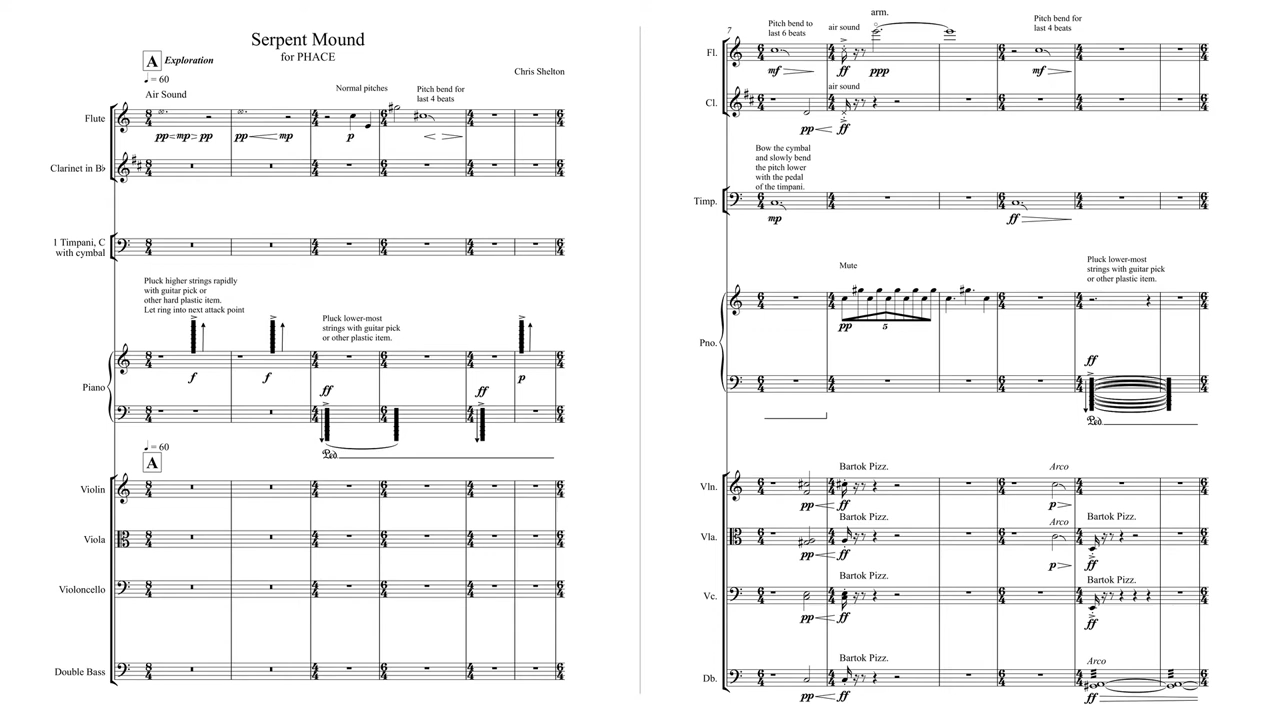 Serpent Mound
for PHACE
Chris Shelton
A Exploration
♩ = 60
Air Sound
Normal pitches
Pitch bend for
last 4 beats
Flute
pp mp pp pp mp p
Clarinet in B♭
1 Timpani, C
with cymbal
Pluck higher strings rapidly
with guitar pick or
other hard plastic item.
Let ring into next attack point
Pluck lower-most
strings with guitar pick
or other plastic item.
Piano
f f p
ff ff
Ped.
♩ = 60
A
Violin
Viola
Violoncello
Double Bass
7
arm.
Pitch bend to
last 6 beats
air sound
Pitch bend for
last 4 beats
Fl.
mf ff ppp mf
air sound
Cl.
pp ff
Bow the cymbal
and slowly bend
the pitch lower
with the pedal
of the timpani.
Timp.
mp ff
Mute
Pluck lower-most
strings with guitar pick
or other plastic item.
Pno.
pp 5
ff
Ped.
Bartok Pizz. Arco
Vln.
pp ff p
Bartok Pizz. Arco Bartok Pizz.
Vla.
pp ff p ff
Bartok Pizz. Bartok Pizz.
Vc.
pp ff ff
Bartok Pizz. Arco
Db.
pp ff ff